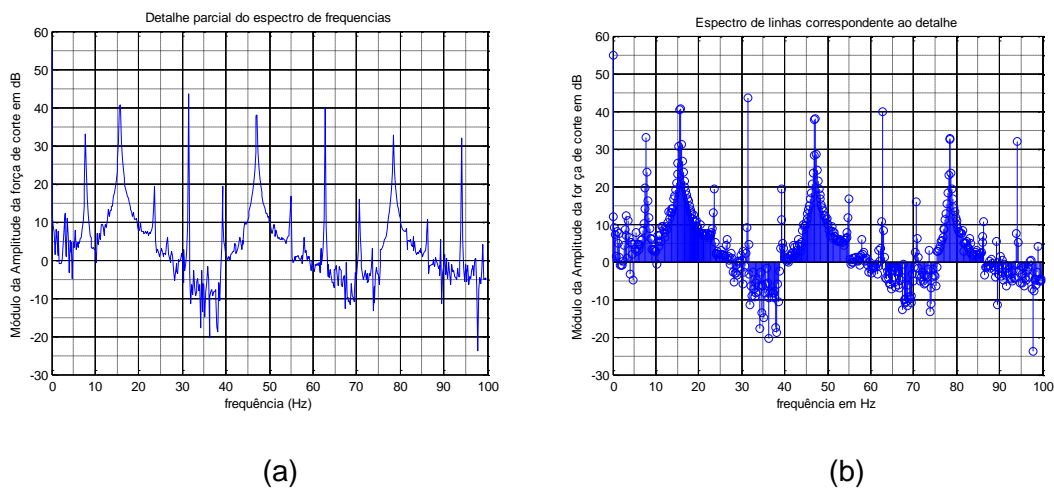 Detalhe parcial do espectro de frequencias
60
50
40
30
20
10
0
-10
-20
-30
Módulo da Amplitude da força de corte em dB
0 10 20 30 40 50 60 70 80 90 100
frequência (Hz)
(a)
Espectro de linhas correspondente ao detalhe
60
50
40
30
20
10
0
-10
-20
-30
Módulo da Amplitude da for ça de corte em dB
0 10 20 30 40 50 60 70 80 90 100
frequência em Hz
(b)